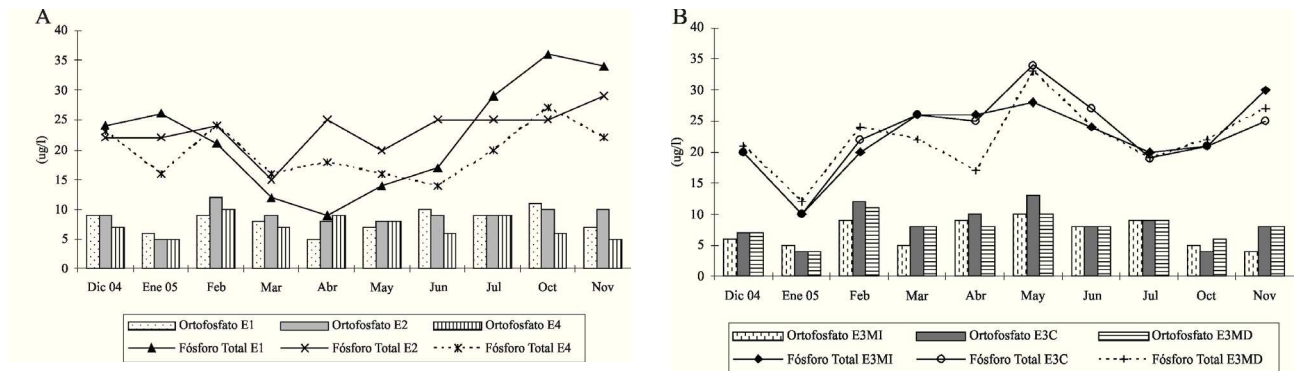 A
40
35
30
25
20
15
10
5
0
(ug/l)
Dic 04 Ene 05 Feb Mar Abr May Jun Jul Oct Nov
Ortofosfato E1 Ortofosfato E2 Ortofosfato E4
Fósforo Total E1 Fósforo Total E2 Fósforo Total E4
B
40
35
30
25
20
15
10
5
0
(ug/l)
Dic 04 Ene 05 Feb Mar Abr May Jun Jul Oct Nov
Ortofosfato E3MI Ortofosfato E3C Ortofosfato E3MD
Fósforo Total E3MI Fósforo Total E3C Fósforo Total E3MD